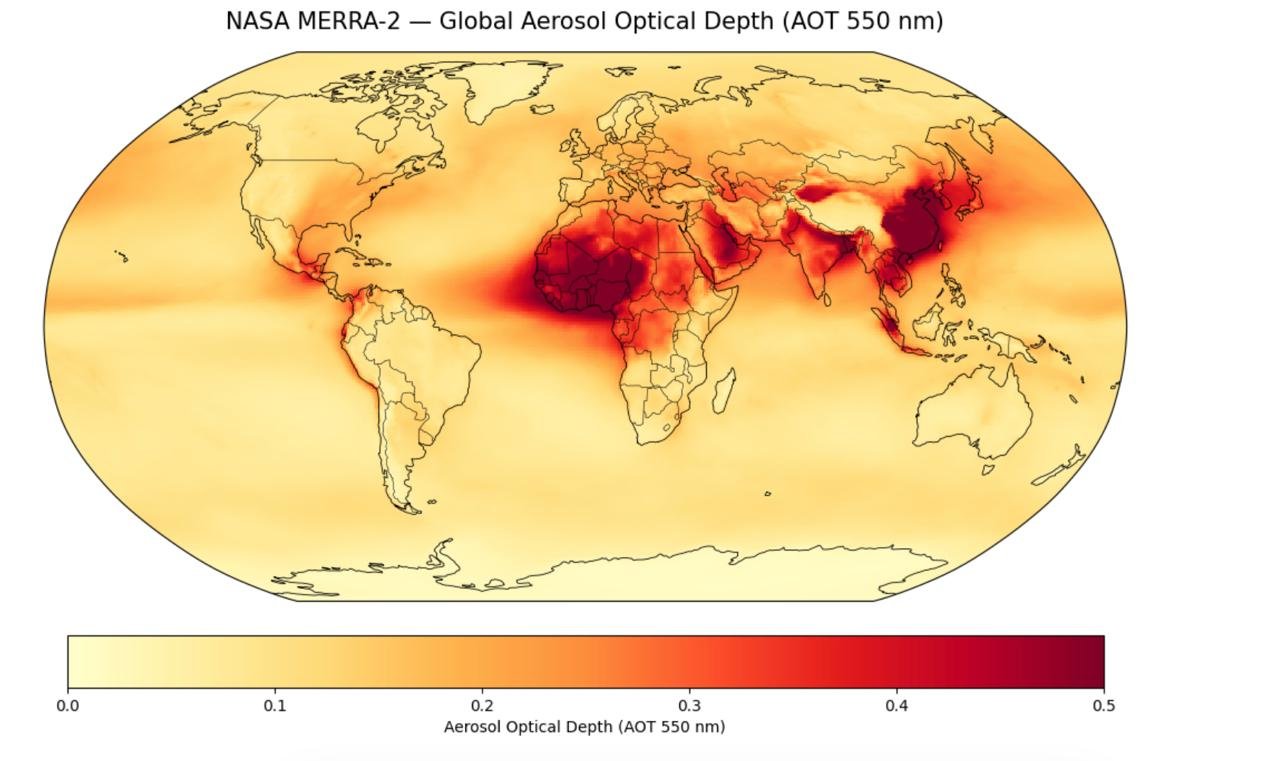 NASA MERRA-2 — Global Aerosol Optical Depth (AOT 550 nm)
0.0 0.1 0.2 0.3 0.4 0.5
Aerosol Optical Depth (AOT 550 nm)